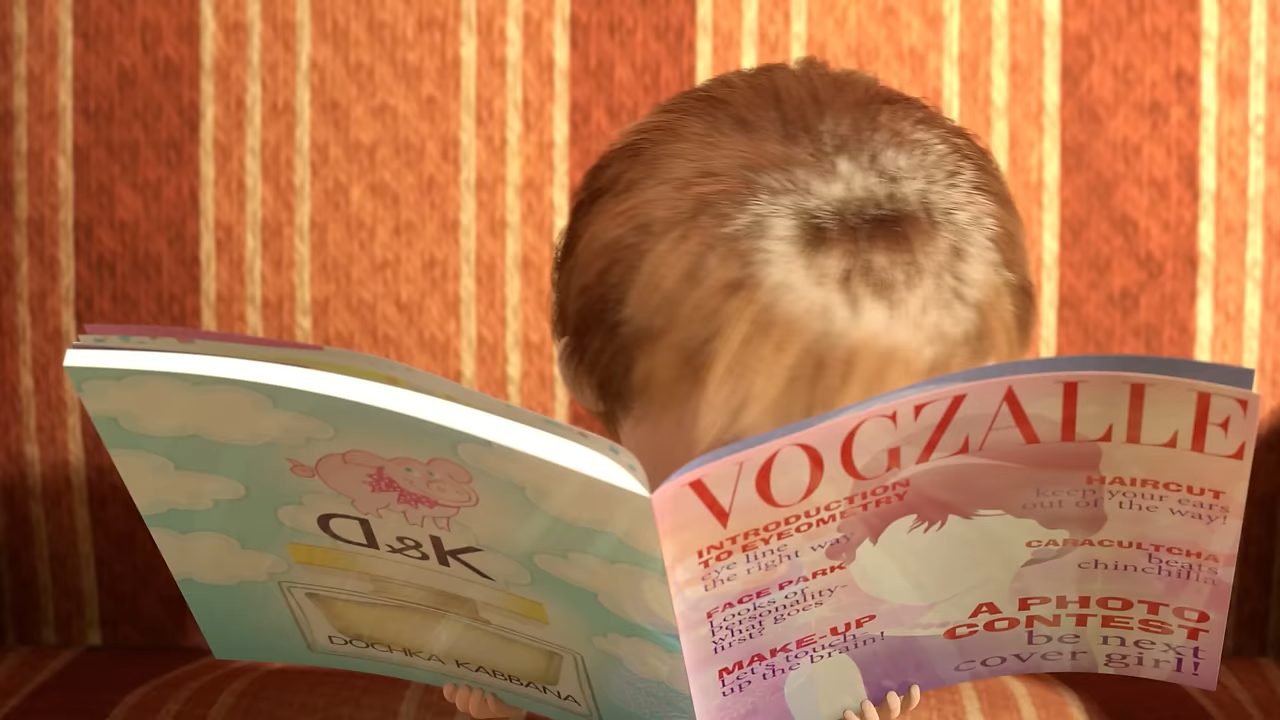 D&K
DOCHKA KABBANA
VOGZALLE
INTRODUCTION
TO EYEOMETRY
eye line
the right way
FACE PARK
Looks or
personality-
what goes
first?
MAKE-UP
Let's touch-
up the brain!
HAIRCUT
keep your ears
out of the way!
CARACULTCHA
beats
chinchilla
A PHOTO
CONTEST
be next
cover girl!